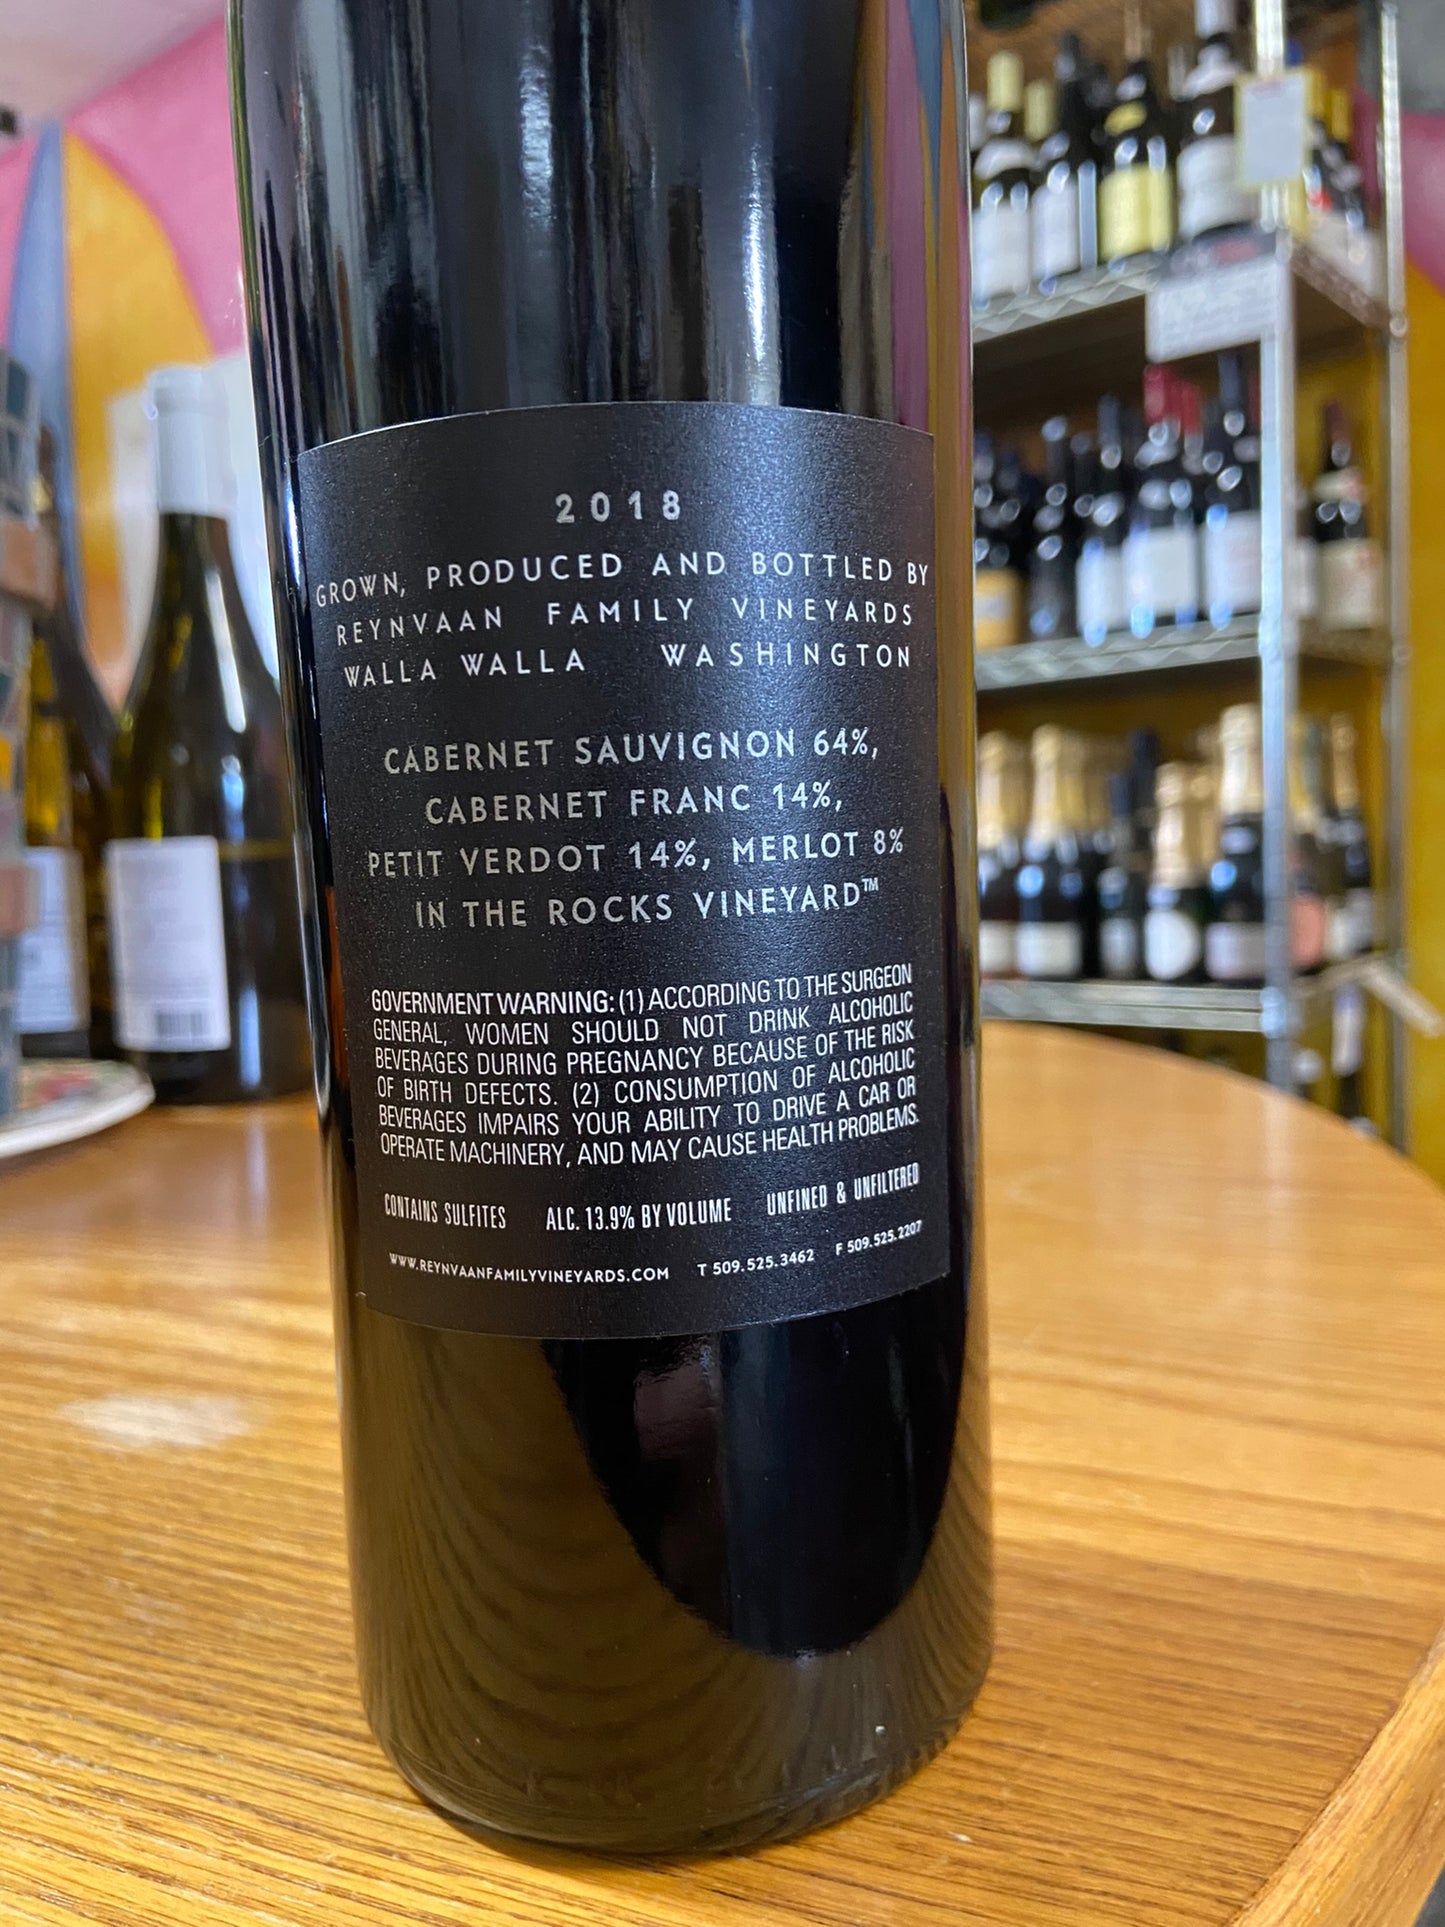 2018
GROWN, PRODUCED AND BOTTLED BY
REYNVAAN FAMILY VINEYARDS
WALLA WALLA WASHINGTON
CABERNET SAUVIGNON 64%,
CABERNET FRANC 14%,
PETIT VERDOT 14%, MERLOT 8%
IN THE ROCKS VINEYARD™
GOVERNMENT WARNING: (1) ACCORDING TO THE SURGEON
GENERAL, WOMEN SHOULD NOT DRINK ALCOHOLIC
BEVERAGES DURING PREGNANCY BECAUSE OF THE RISK
OF BIRTH DEFECTS. (2) CONSUMPTION OF ALCOHOLIC
BEVERAGES IMPAIRS YOUR ABILITY TO DRIVE A CAR OR
OPERATE MACHINERY, AND MAY CAUSE HEALTH PROBLEMS.
CONTAINS SULFITES ALC. 13.9% BY VOLUME UNFINED & UNFILTERED
WWW.REYNVAANFAMILYVINEYARDS.COM T 509.525.3462 F 509.525.2207